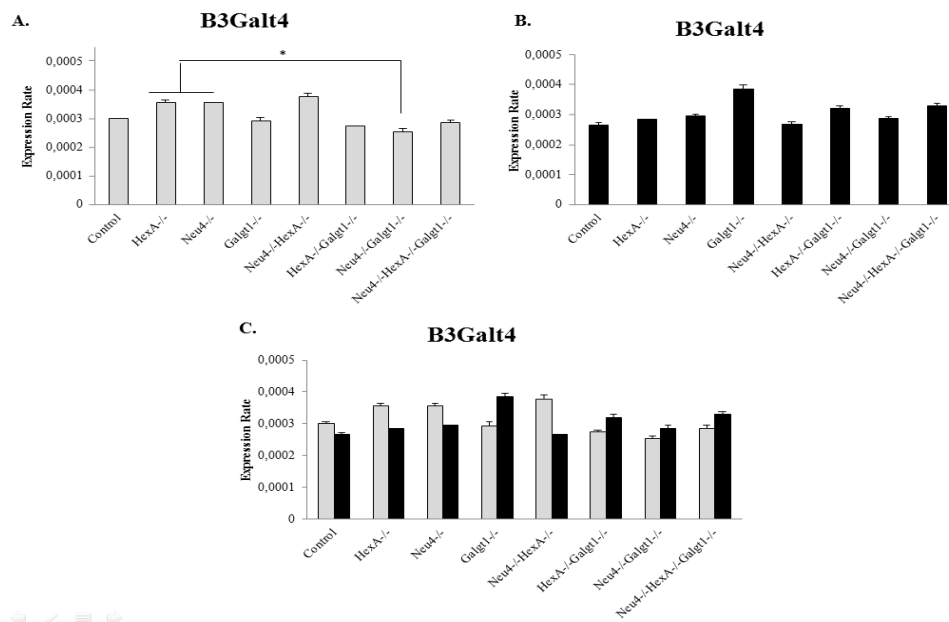 A.
B3Galt4
*
0,0005
0,0004
0,0003
0,0002
0,0001
0
Expression Rate
Control
HexA-/-
Neu4-/-
Galgt1-/-
Neu4-/-HexA-/-
HexA-/-Galgt1-/-
Neu4-/-Galgt1-/-
Neu4-/-HexA-/-Galgt1-/-
B.
B3Galt4
0,0005
0,0004
0,0003
0,0002
0,0001
0
Expression Rate
Control
HexA-/-
Neu4-/-
Galgt1-/-
Neu4-/-HexA-/-
HexA-/-Galgt1-/-
Neu4-/-Galgt1-/-
Neu4-/-HexA-/-Galgt1-/-
C.
B3Galt4
0,0005
0,0004
0,0003
0,0002
0,0001
0
Expression Rate
Control
HexA-/-
Neu4-/-
Galgt1-/-
Neu4-/-HexA-/-
HexA-/-Galgt1-/-
Neu4-/-Galgt1-/-
Neu4-/-HexA-/-Galgt1-/-